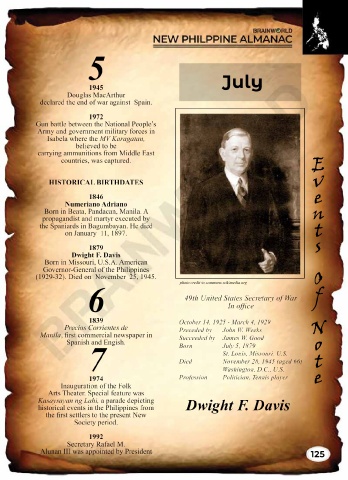 BRAINWORLD
NEW PHILPPINE ALMANAC
5
1945
Douglas MacArthur
declared the end of war against Spain.
1972
Gun battle between the National People's
Army and government military forces in
Isabela where the MV Karagatan,
believed to be
carrying ammunitions from Middle East
countries, was captured.
HISTORICAL BIRTHDATES
1846
Numeriano Adriano
Born in Beata, Pandacan, Manila. A
propagandist and martyr executed by
the Spaniards in Bagumbayan. He died
on January 11, 1897.
1879
Dwight F. Davis
Born in Missouri, U.S.A. American
Governor-General of the Philippines
(1929-32). Died on November 25, 1945.
6
1839
Precios Corrientes de
Manila, first commercial newspaper in
Spanish and Engish.
7
1974
Inauguration of the Folk
Arts Theater. Special feature was
Kasaysayan ng Lahi, a parade depicting
historical events in the Philippines from
the first settlers to the present New
Society period.
1992
Secretary Rafael M.
Alunan III was appointed by President
July
photo credit to commons.wikimedia.org
49th United States Secretary of War
In office
October 14, 1925 - March 4, 1929
Preceded by John W. Weeks
Succeeded by James W. Good
Born July 5, 1879
St. Louis, Missouri U.S.
Died November 28, 1945 (aged 66)
Washington, D.C., U.S.
Profession Politician, Tennis player
Dwight F. Davis
Events Of Note
125